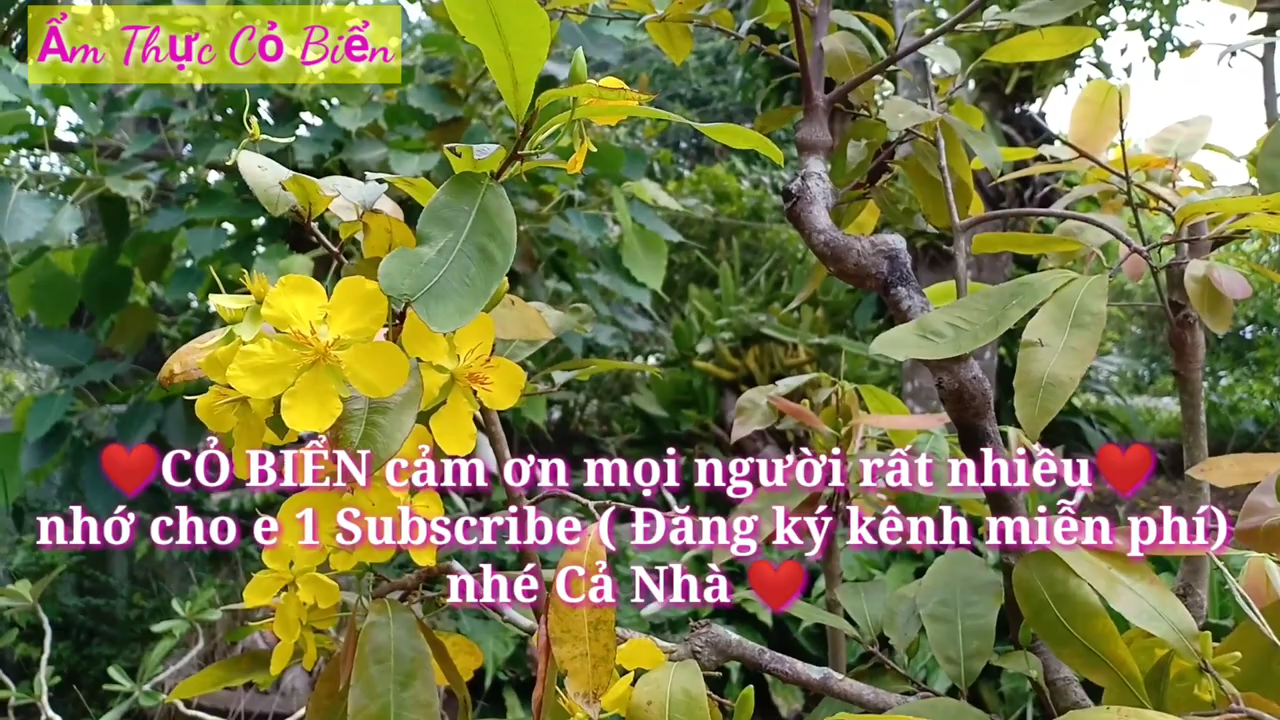 Ẩm Thực Cỏ Biển
❤️CỎ BIỂN cảm ơn mọi người rất nhiều❤️
nhớ cho e 1 Subscribe ( Đăng ký kênh miễn phí)
nhé Cả Nhà ❤️